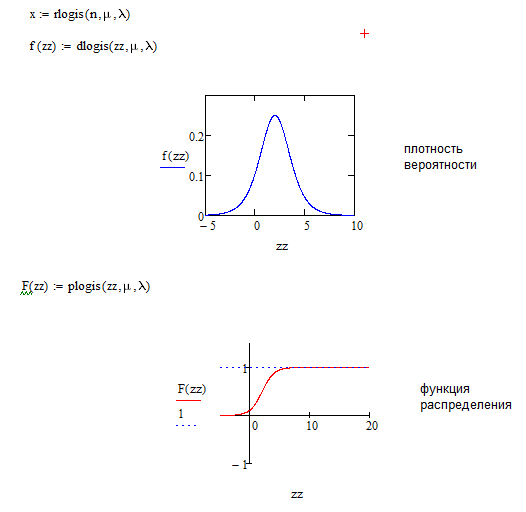 x := rlogis(n,μ,λ)
f(zz) := dlogis(zz,μ,λ)
0.2
f(zz)
0.1
0
−5 0 5 10
zz
плотность
вероятности
F(zz) := plogis(zz,μ,λ)
1
F(zz)
1
0 10 20
−1
zz
функция
распределения